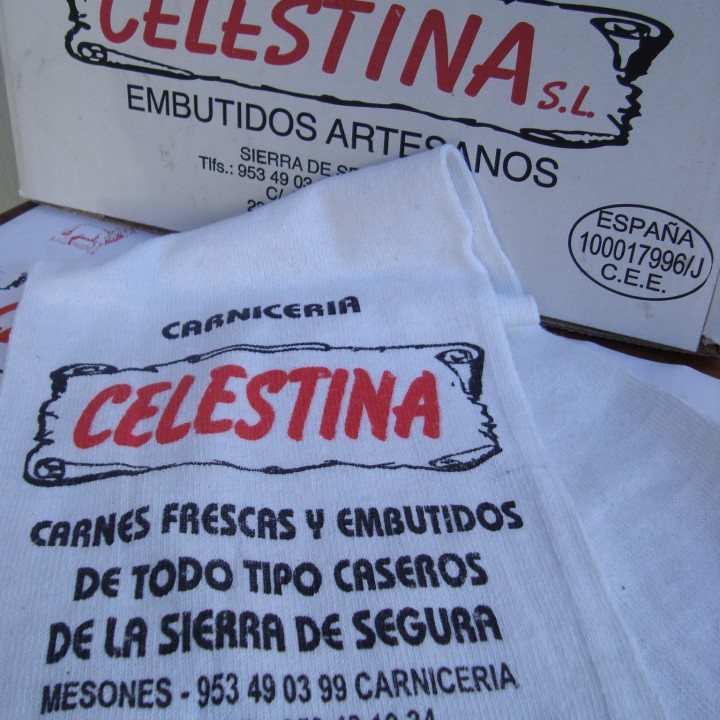 CELESTINA S.L.
EMBUTIDOS ARTESANOS
SIERRA DE
Tlfs.: 953 49 03
C/
ESPAÑA
100017996/J
C.E.E.
CARNICERIA
CELESTINA
CARNES FRESCAS Y EMBUTIDOS
DE TODO TIPO CASEROS
DE LA SIERRA DE SEGURA
MESONES - 953 49 03 99 CARNICERIA